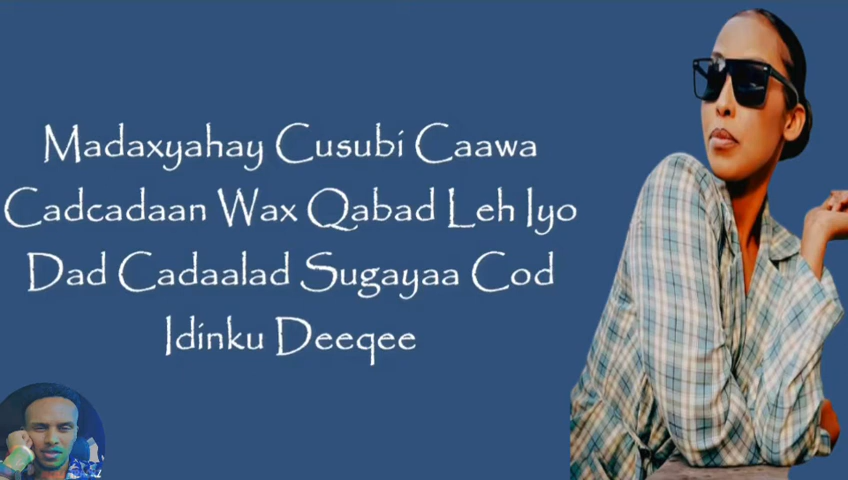 Madaxyahay Cusubi Caawa
Cadcadaan Wax Qabad Leh Iyo
Dad Cadaalad Sugayaa Cod
Idinku Deeqee